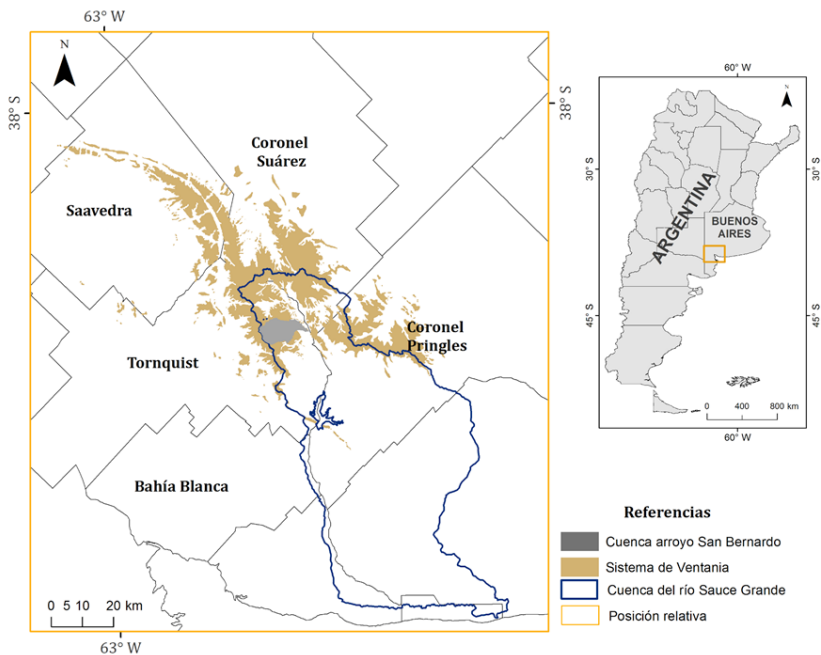 63° W
N
38° S
38° S
Coronel
Suárez
Saavedra
Coronel
Pringles
Tornquist
Bahía Blanca
0 5 10 20 km
63° W
60° W
N
30° S
30° S
ARGENTINA
BUENOS
AIRES
45° S
45° S
0 400 800 km
60° W
Referencias
Cuenca arroyo San Bernardo
Sistema de Ventania
Cuenca del río Sauce Grande
Posición relativa